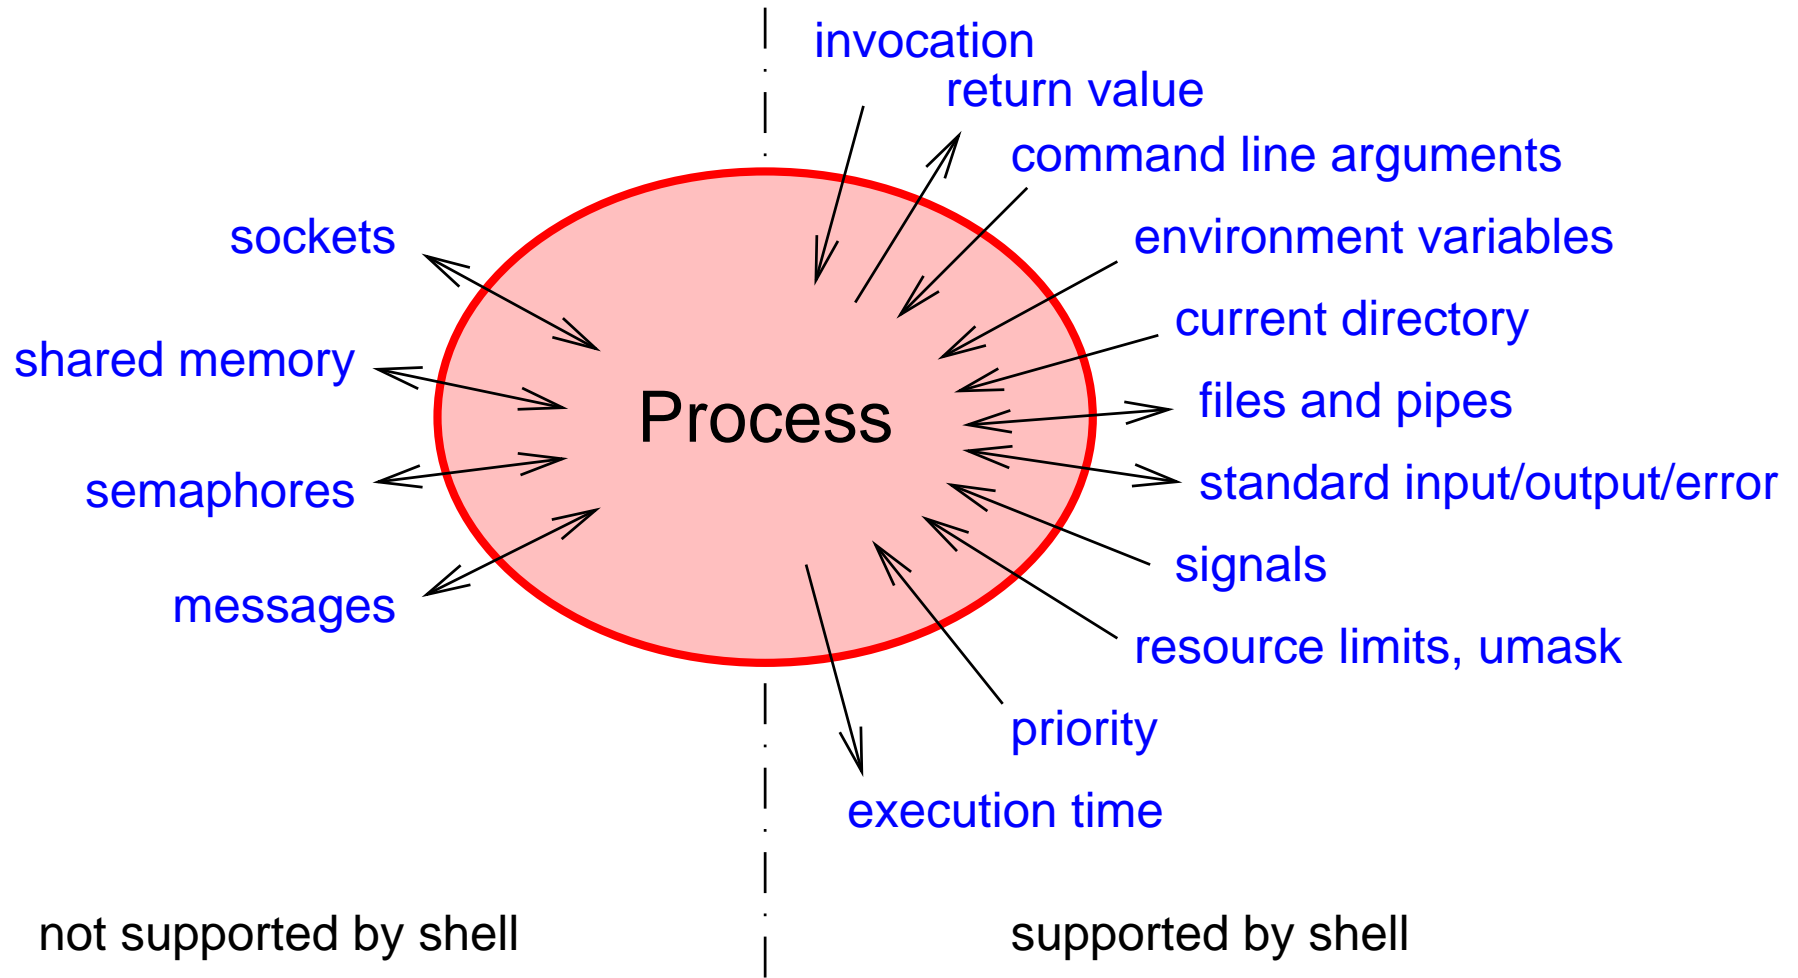 invocation
return value
command line arguments
sockets
environment variables
current directory
shared memory
files and pipes
Process
semaphores
standard input/output/error
signals
messages
resource limits, umask
priority
execution time
not supported by shell
supported by shell